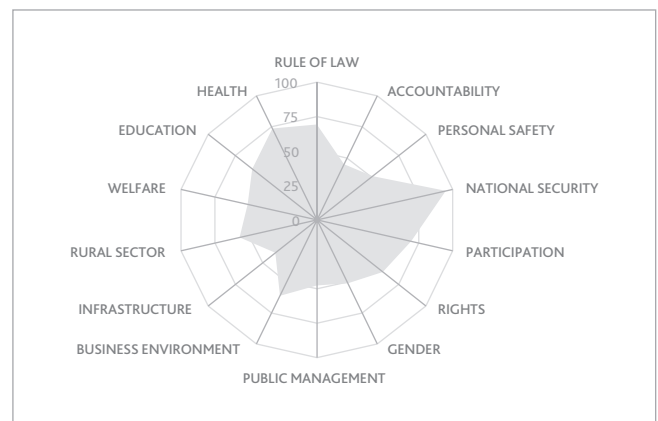 RULE OF LAW
100
HEALTH
ACCOUNTABILITY
75
EDUCATION
PERSONAL SAFETY
50
WELFARE
25
NATIONAL SECURITY
0
RURAL SECTOR
PARTICIPATION
INFRASTRUCTURE
RIGHTS
BUSINESS ENVIRONMENT
GENDER
PUBLIC MANAGEMENT